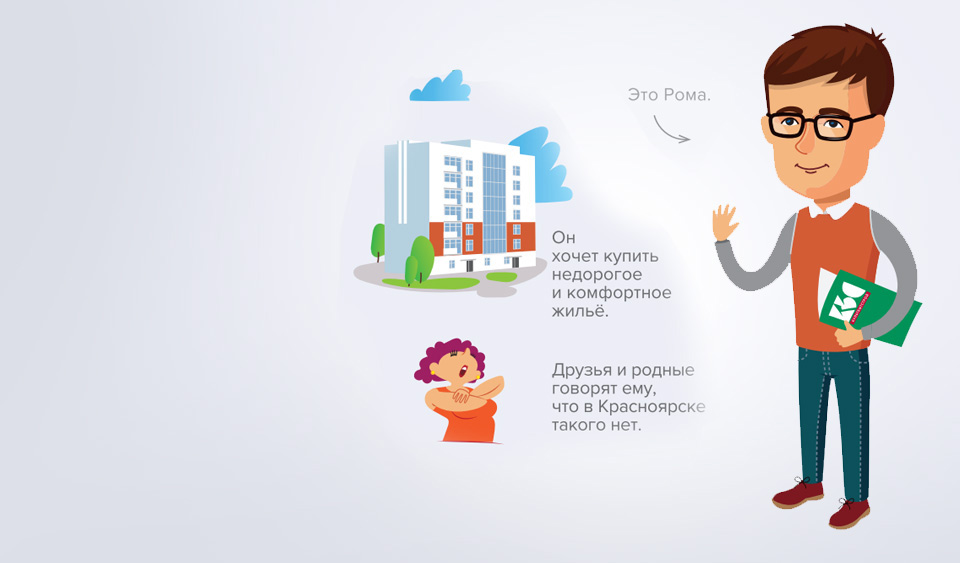 Это Рома.
Он
хочет купить
недорогое
и комфортное
жильё.
Друзья и родные
говорят ему,
что в Красноярске
такого нет.